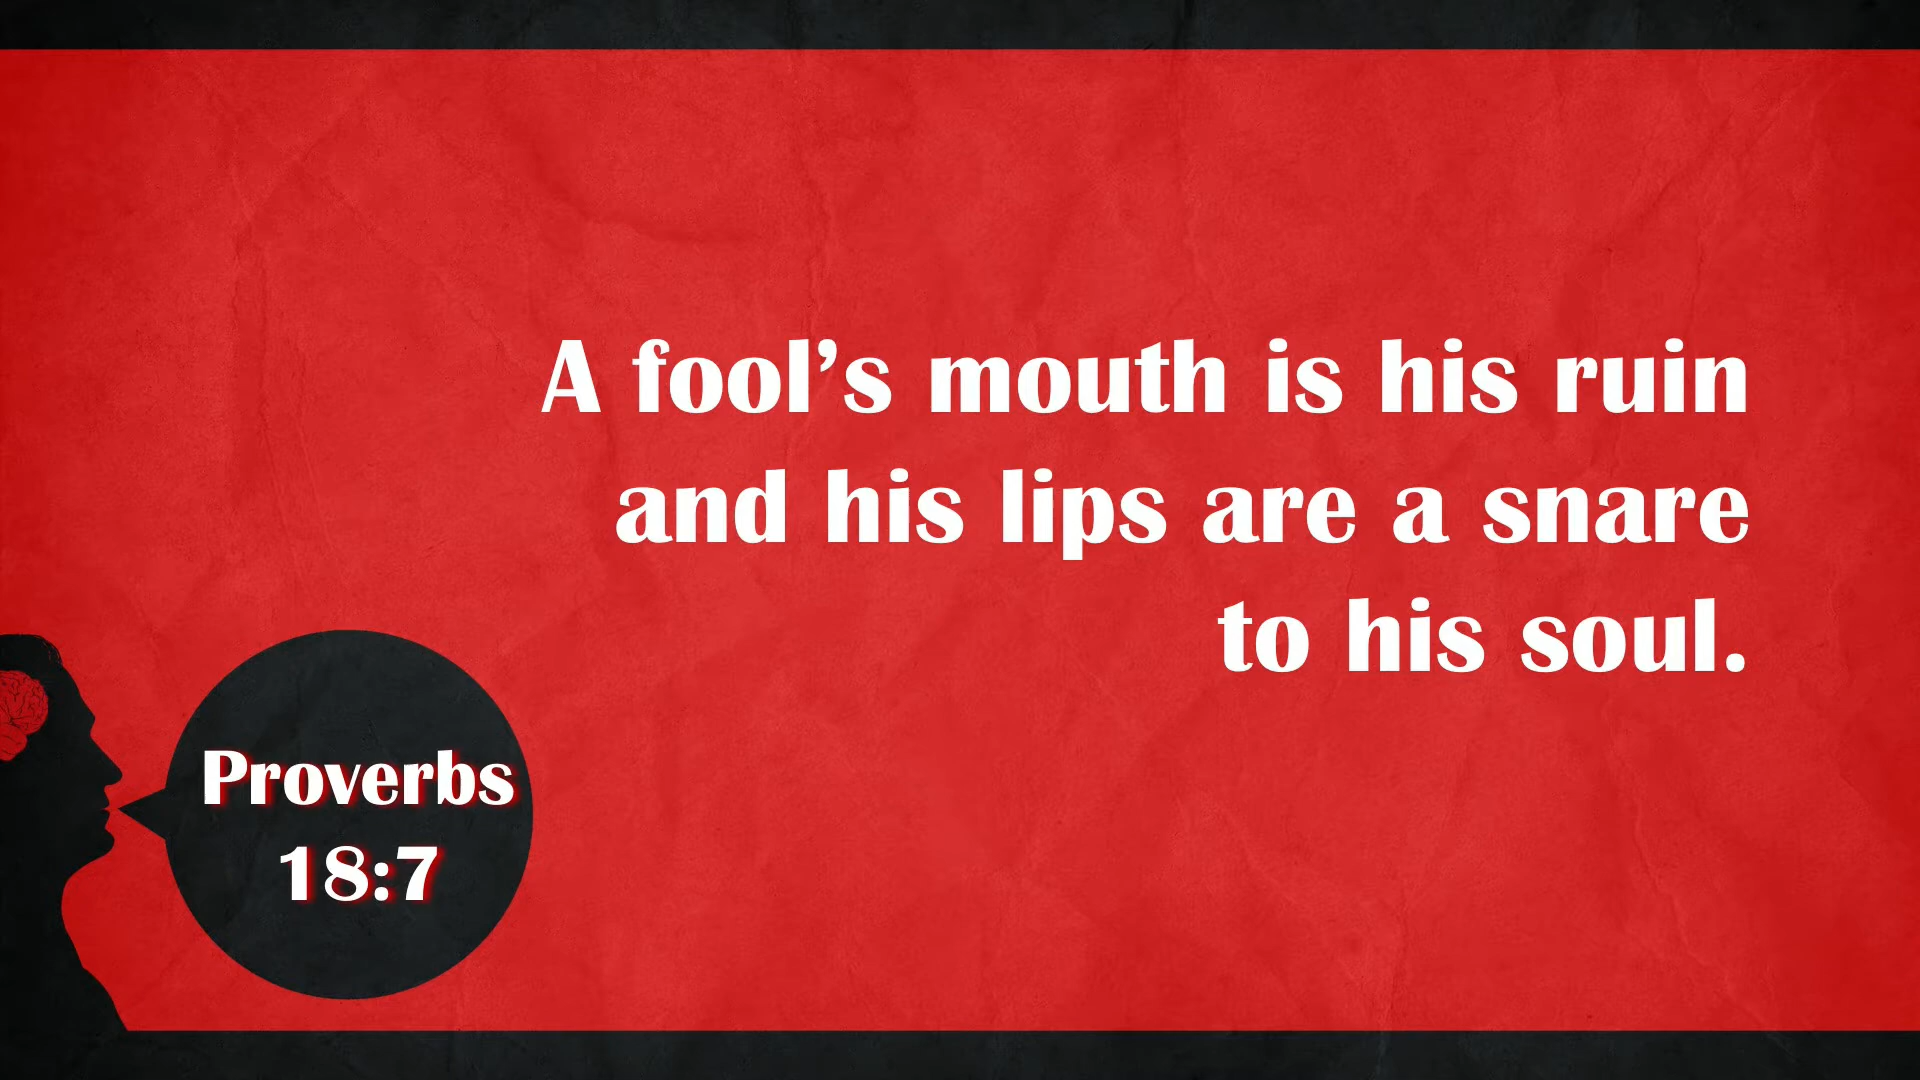 A fool’s mouth is his ruin
and his lips are a snare
to his soul.
Proverbs
18:7